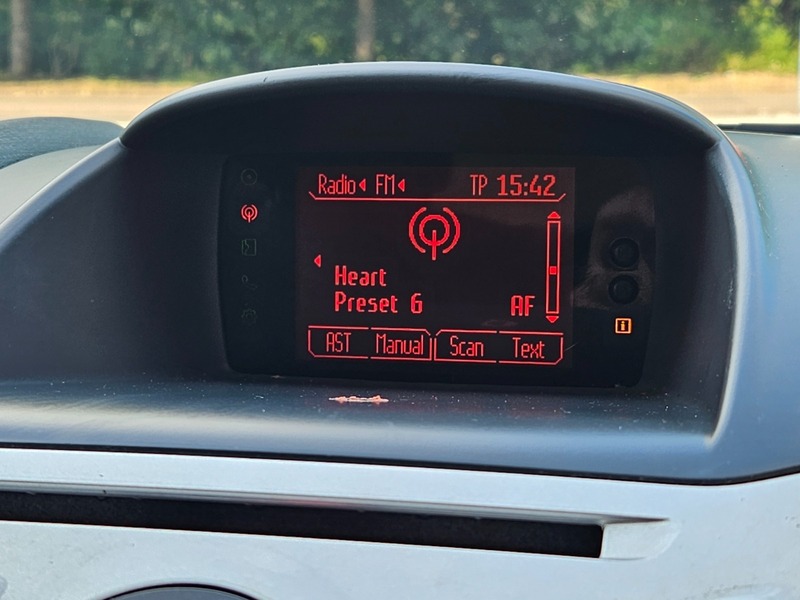 Radio FM TP 15:42
Heart
Preset 6 AF
AST Manual Scan Text
i